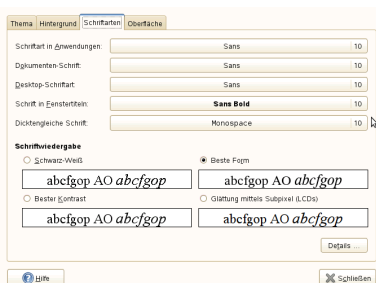 Thema Hintergrund Schriftarten Oberfläche
Schriftart in Anwendungen: Sans 10
Dokumenten-Schrift: Sans 10
Desktop-Schriftart: Sans 10
Schrift in Fenstertiteln: Sans Bold 10
Dicktengleiche Schrift: Monospace 10
Schriftwiedergabe
Schwarz-Weiß Beste Form
abcfgop AO abcfgop abcfgop AO abcfgop
Bester Kontrast Glättung mittels Subpixel (LCDs)
abcfgop AO abcfgop abcfgop AO abcfgop
Details ...
Hilfe Schließen